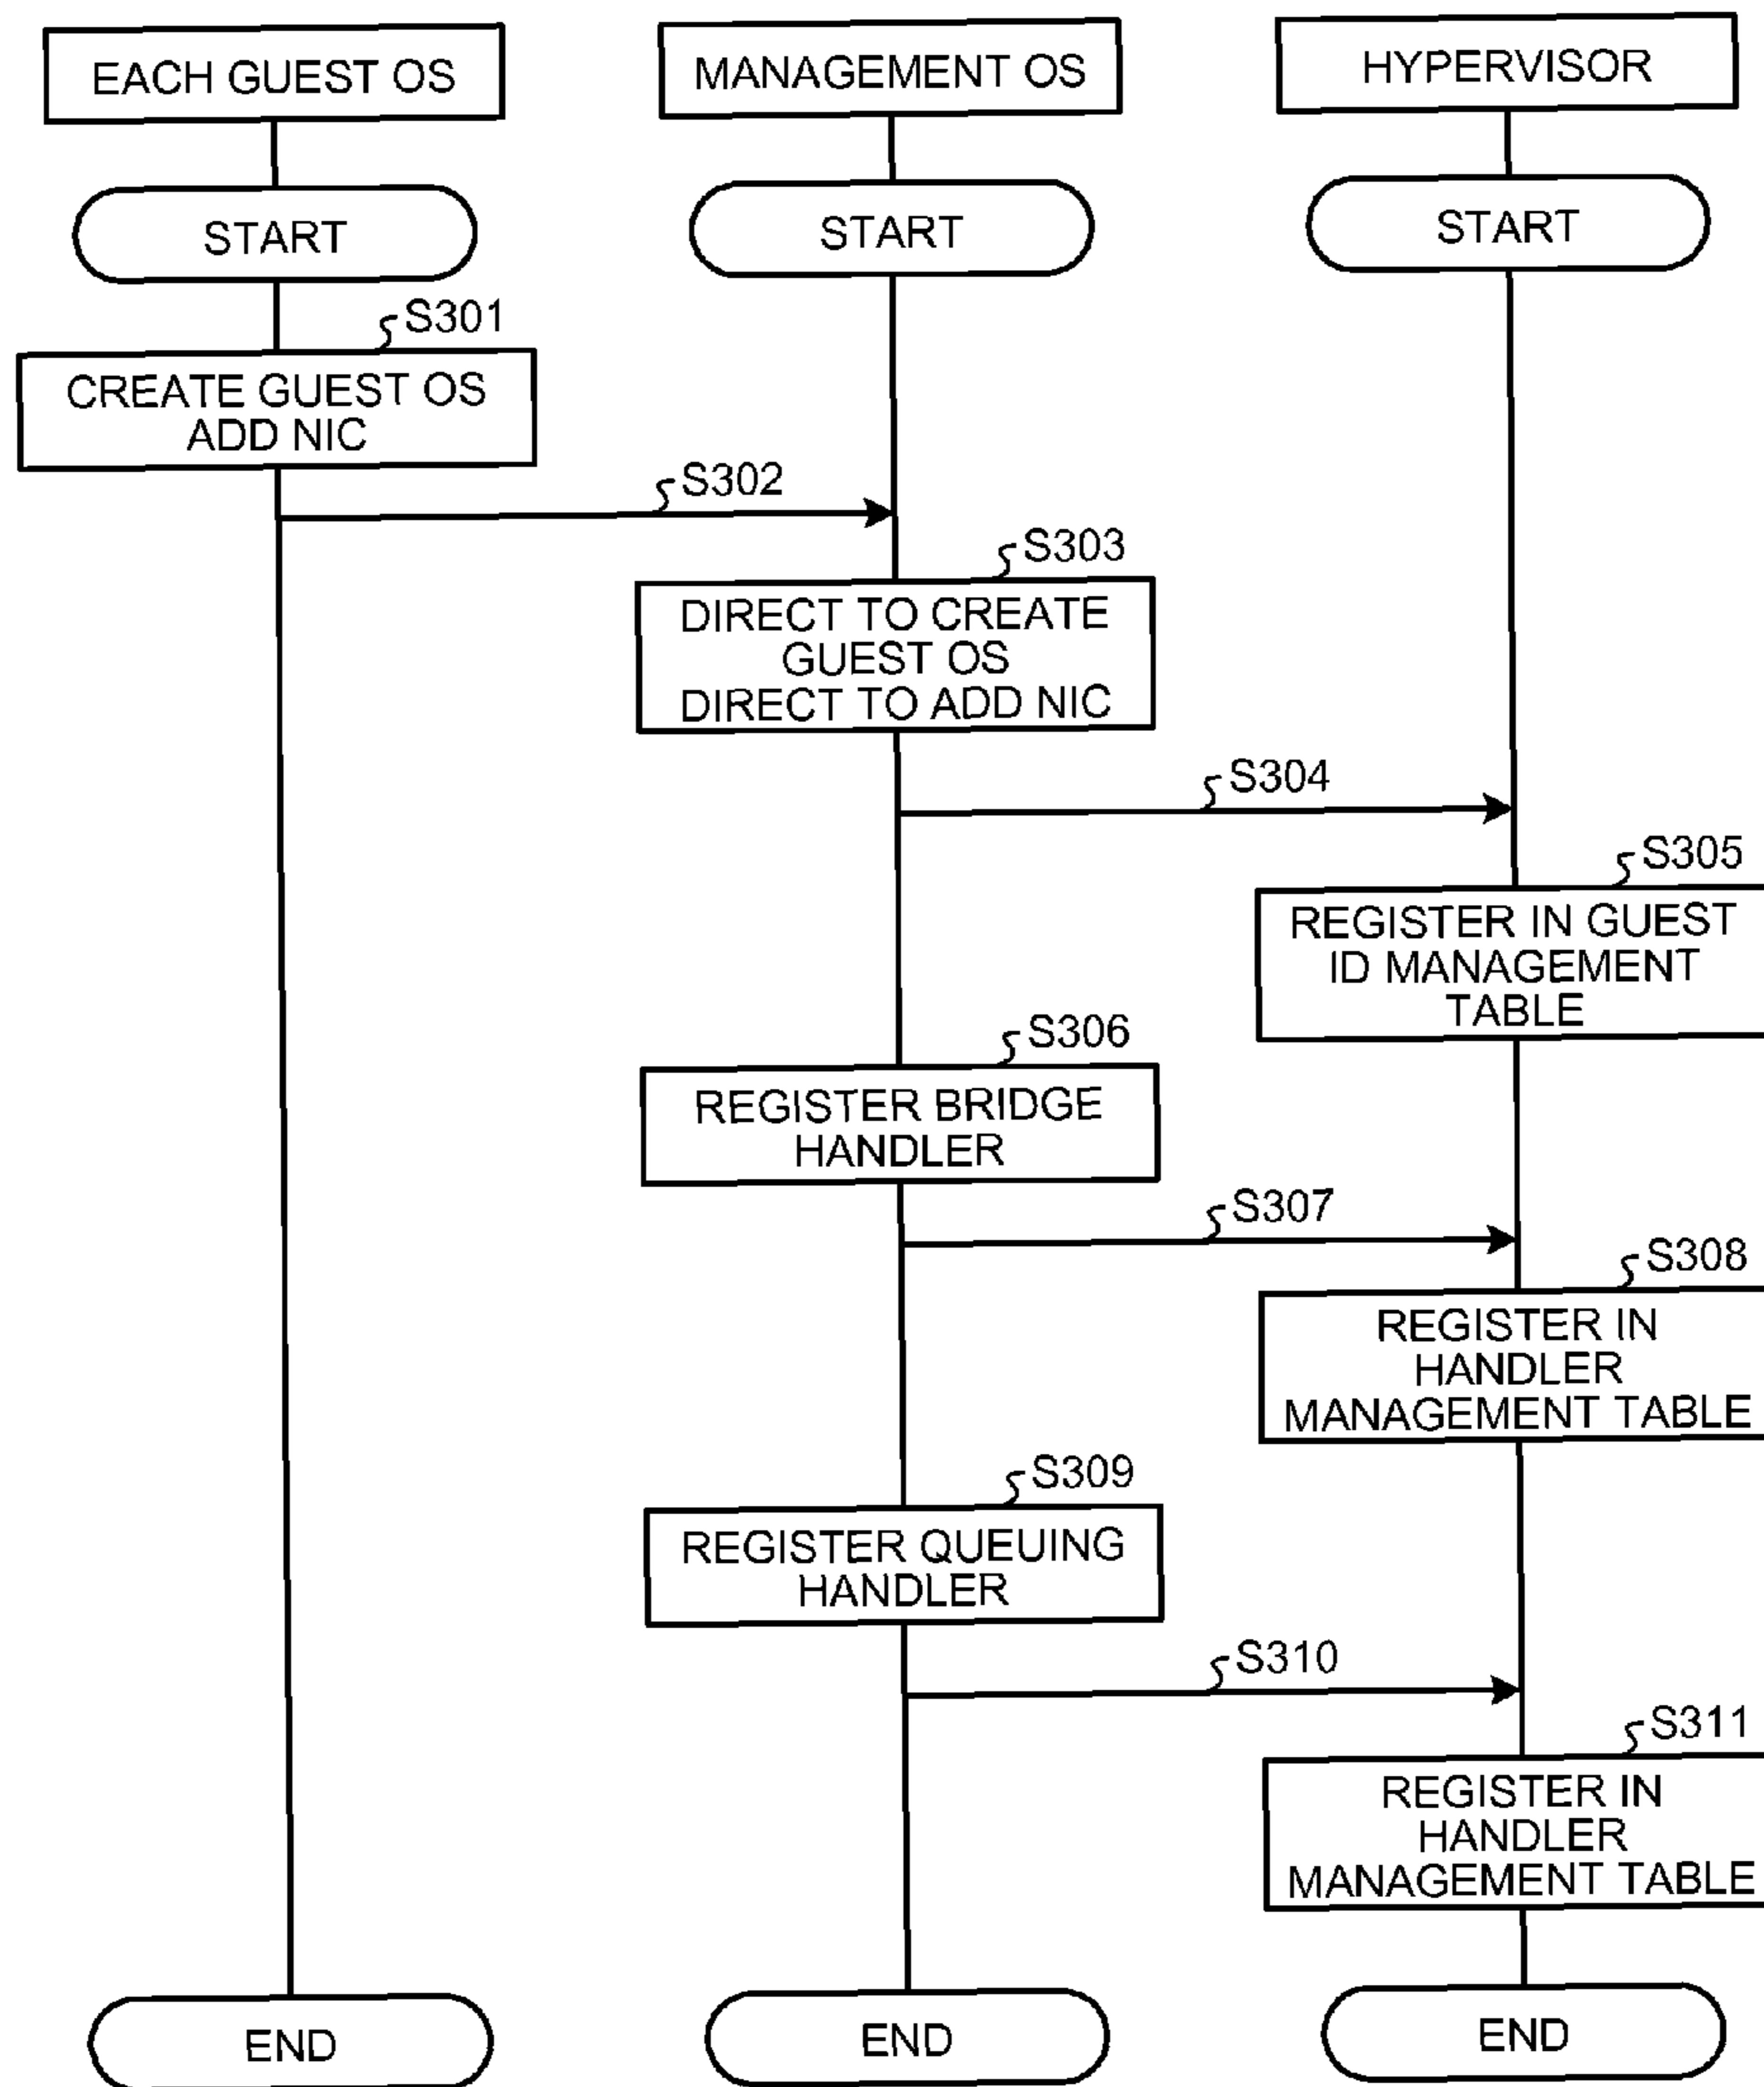 EACH GUEST OS
MANAGEMENT OS
HYPERVISOR
START
START
START
S301
CREATE GUEST OS
ADD NIC
S302
S303
DIRECT TO CREATE
GUEST OS
DIRECT TO ADD NIC
S304
S305
REGISTER IN GUEST
ID MANAGEMENT
TABLE
S306
REGISTER BRIDGE
HANDLER
S307
S308
REGISTER IN
HANDLER
MANAGEMENT TABLE
S309
REGISTER QUEUING
HANDLER
S310
S311
REGISTER IN
HANDLER
MANAGEMENT TABLE
END
END
END